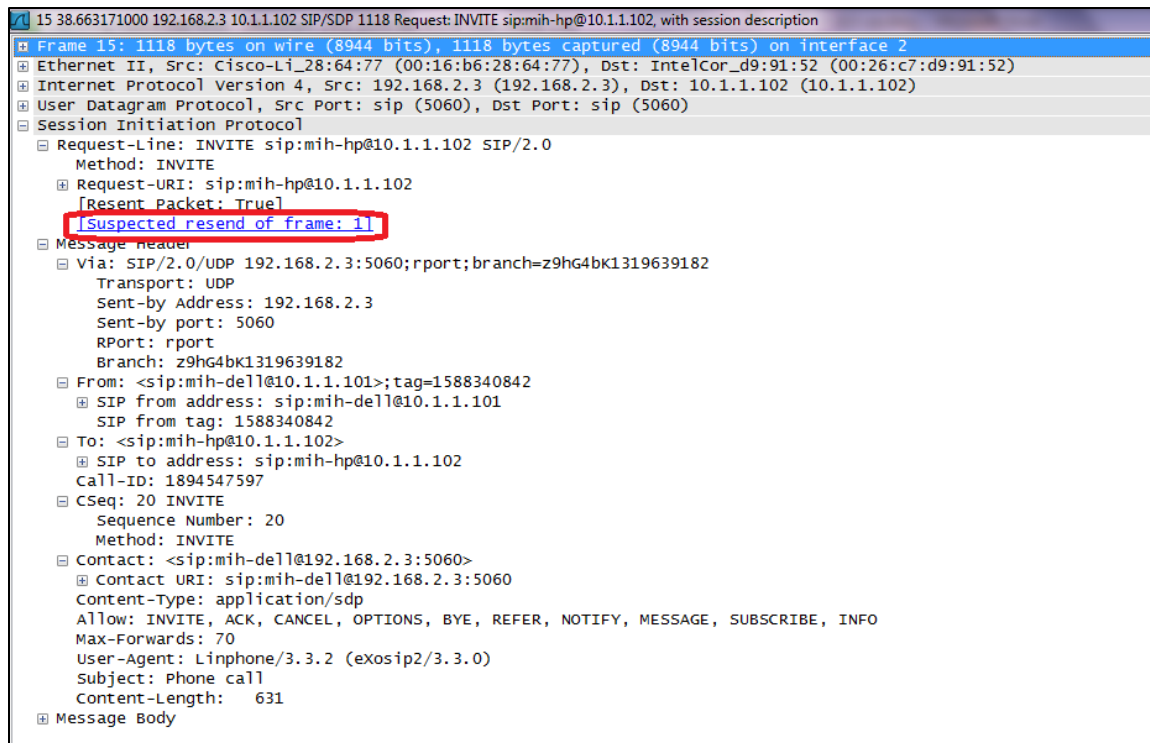 15 38.663171000 192.168.2.3 10.1.1.102 SIP/SDP 1118 Request: INVITE sip:mih-hp@10.1.1.102, with session description
Frame 15: 1118 bytes on wire (8944 bits), 1118 bytes captured (8944 bits) on interface 2
Ethernet II, Src: Cisco-Li_28:64:77 (00:16:b6:28:64:77), Dst: IntelCor_d9:91:52 (00:26:c7:d9:91:52)
Internet Protocol Version 4, Src: 192.168.2.3 (192.168.2.3), Dst: 10.1.1.102 (10.1.1.102)
User Datagram Protocol, Src Port: sip (5060), Dst Port: sip (5060)
Session Initiation Protocol
Request-Line: INVITE sip:mih-hp@10.1.1.102 SIP/2.0
Method: INVITE
Request-URI: sip:mih-hp@10.1.1.102
[Resent Packet: True]
[Suspected resend of frame: 1]
Message Header
Via: SIP/2.0/UDP 192.168.2.3:5060;rport;branch=z9hG4bK1319639182
Transport: UDP
Sent-by Address: 192.168.2.3
Sent-by port: 5060
RPort: rport
Branch: z9hG4bK1319639182
From: <sip:mih-dell@10.1.1.101>;tag=1588340842
SIP from address: sip:mih-dell@10.1.1.101
SIP from tag: 1588340842
To: <sip:mih-hp@10.1.1.102>
SIP to address: sip:mih-hp@10.1.1.102
Call-ID: 1894547597
CSeq: 20 INVITE
Sequence Number: 20
Method: INVITE
Contact: <sip:mih-dell@192.168.2.3:5060>
Contact URI: sip:mih-dell@192.168.2.3:5060
Content-Type: application/sdp
Allow: INVITE, ACK, CANCEL, OPTIONS, BYE, REFER, NOTIFY, MESSAGE, SUBSCRIBE, INFO
Max-Forwards: 70
User-Agent: Linphone/3.3.2 (eXosip2/3.3.0)
Subject: Phone call
Content-Length:   631
Message Body